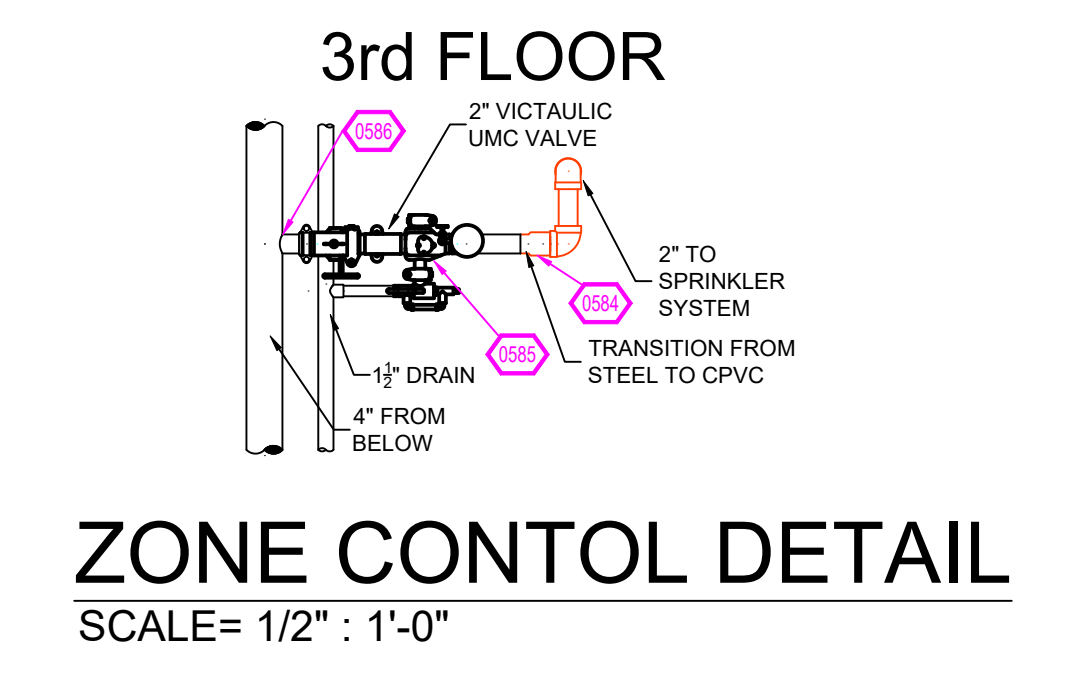 3rd FLOOR
0586
2" VICTAULIC
UMC VALVE
2" TO
SPRINKLER
SYSTEM
0584
0585
TRANSITION FROM
STEEL TO CPVC
1½" DRAIN
4" FROM
BELOW
ZONE CONTOL DETAIL
SCALE= 1/2" : 1'-0"